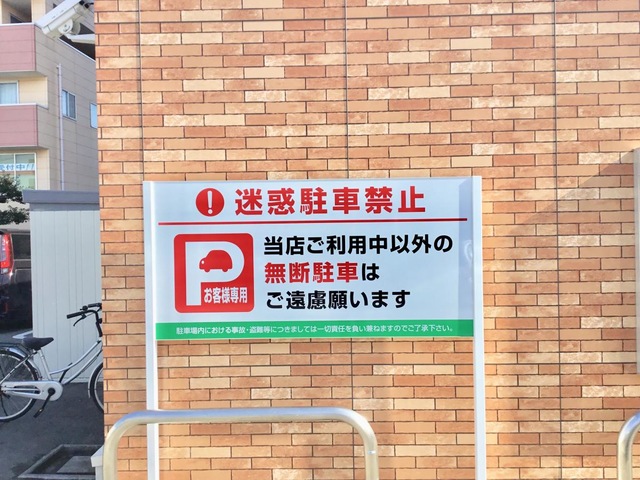 迷惑駐車禁止
P
お客様専用
当店ご利用中以外の
無断駐車は
ご遠慮願います
駐車場内における事故・盗難等につきましては一切責任を負い兼ねますのでご了承下さい。